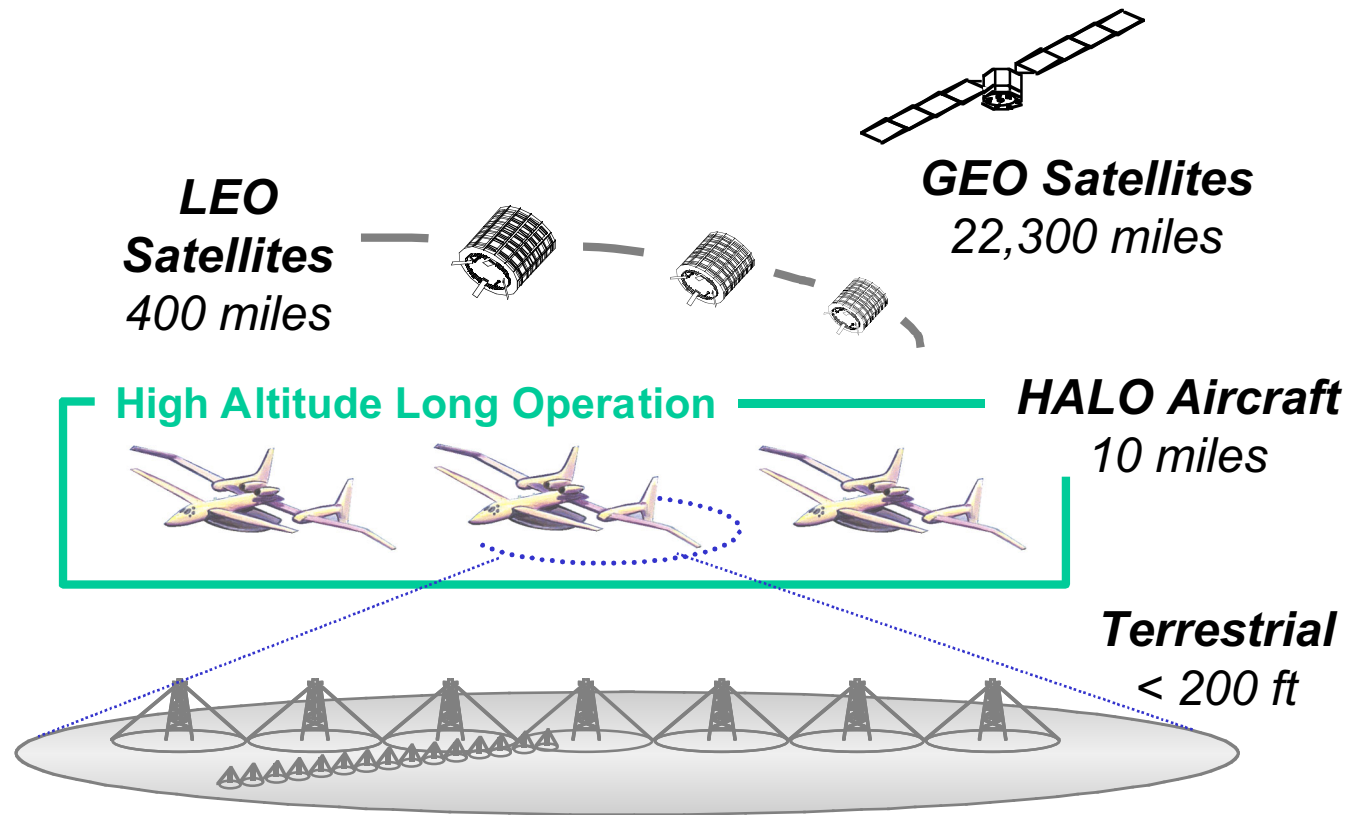 GEO Satellites
22,300 miles
LEO
Satellites
400 miles
High Altitude Long Operation
HALO Aircraft
10 miles
Terrestrial
< 200 ft